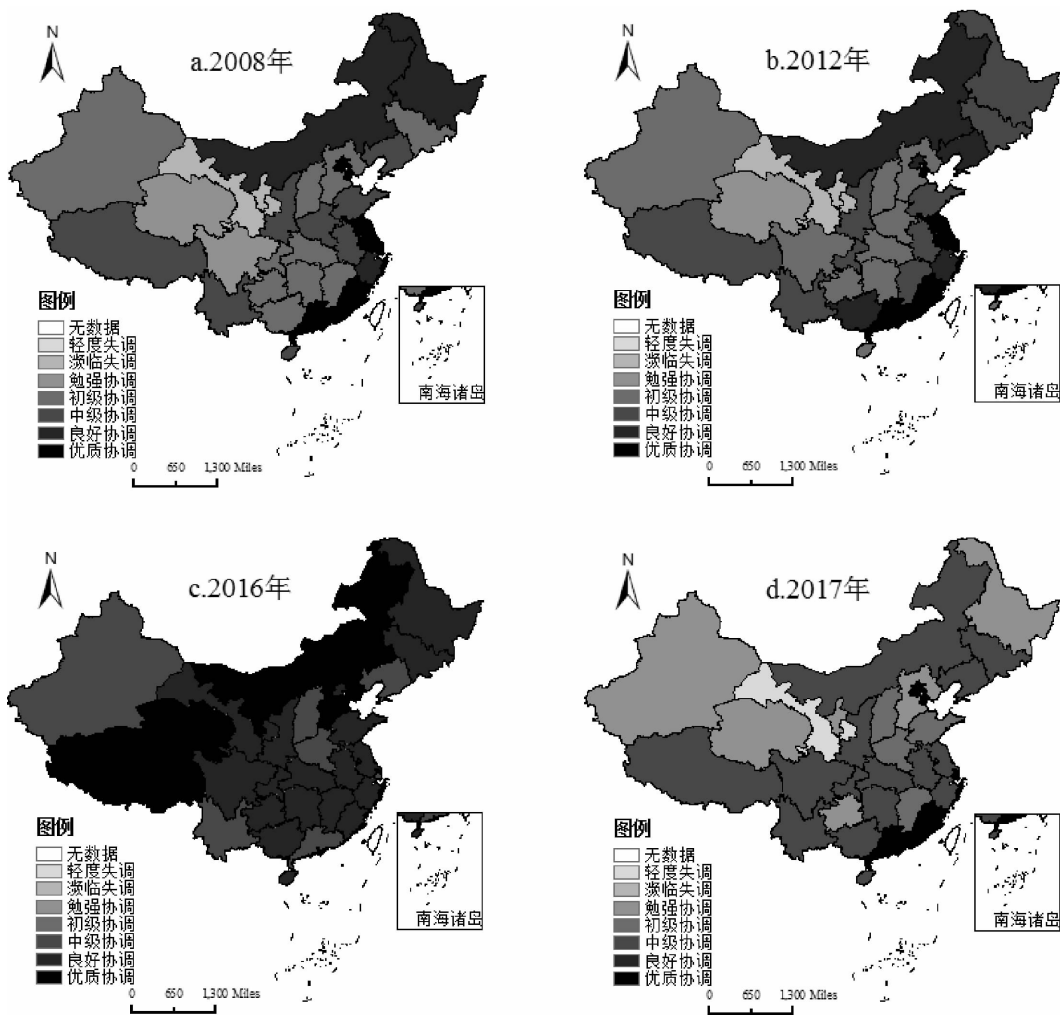 N
a.2008年
图例
无数据
轻度失调
濒临失调
勉强协调
初级协调
中级协调
良好协调
优质协调
0 650 1,300 Miles
南海诸岛
N
b.2012年
图例
无数据
轻度失调
濒临失调
勉强协调
初级协调
中级协调
良好协调
优质协调
0 650 1,300 Miles
南海诸岛
N
c.2016年
图例
无数据
轻度失调
濒临失调
勉强协调
初级协调
中级协调
良好协调
优质协调
0 650 1,300 Miles
南海诸岛
N
d.2017年
图例
无数据
轻度失调
濒临失调
勉强协调
初级协调
中级协调
良好协调
优质协调
0 650 1,300 Miles
南海诸岛